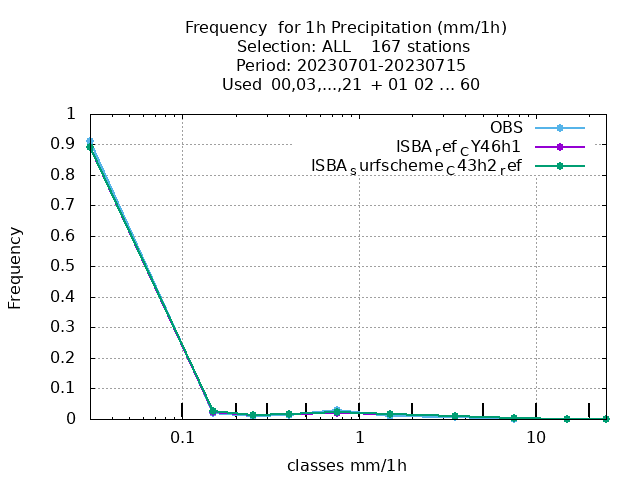 Frequency  for 1h Precipitation (mm/1h)
Selection: ALL    167 stations
Period: 20230701-20230715
Used  00,03,...,21  + 01 02 ... 60
OBS
ISBA_ref_CY46h1
ISBA_surfscheme_C43h2_ref
1
0.9
0.8
0.7
0.6
0.5
0.4
0.3
0.2
0.1
0
Frequency
0.1
1
10
classes mm/1h